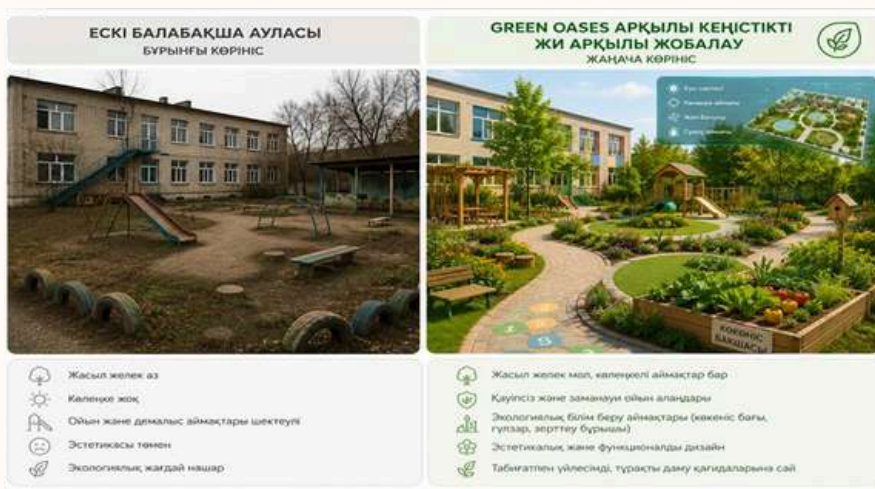 ЕСКІ БАЛАБАҚША АУЛАСЫ
БҰРЫНҒЫ КӨРІНІС
GREEN OASES АРҚЫЛЫ КЕҢІСТІКТІ
ЖИ АРҚЫЛЫ ЖОБАЛАУ
ЖАҢАЧА КӨРІНІС
КӨКӨНІС
БАКШАСЫ
Жасыл желек аз
Көлеңке жоқ
Ойын және демалыс аймақтары шектеулі
Эстетикасы төмен
Экологиялық жағдай нашар
Жасыл желек мол, көлеңкелі аймақтар бар
Қауіпсіз және заманауи ойын алаңдары
Экологиялық білім беру аймақтары (көкеніс бағы,
гүлзар, зерттеу бұрышы)
Эстетикалық және функционалды дизайн
Табиғатпен үйлесімді, тұрақты даму қағидаларына сай